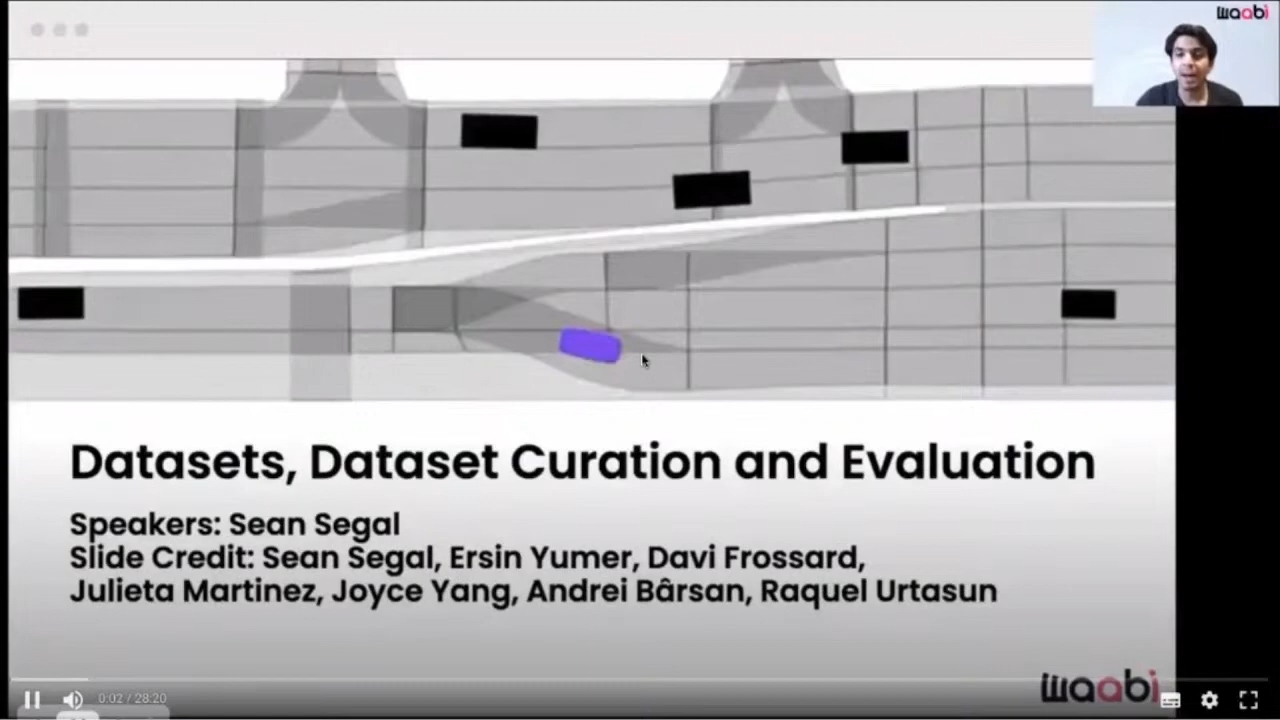 waabi
Datasets, Dataset Curation and Evaluation
Speakers: Sean Segal
Slide Credit: Sean Segal, Ersin Yumer, Davi Frossard,
Julieta Martinez, Joyce Yang, Andrei Bârsan, Raquel Urtasun
waabi
0:02 / 28:20